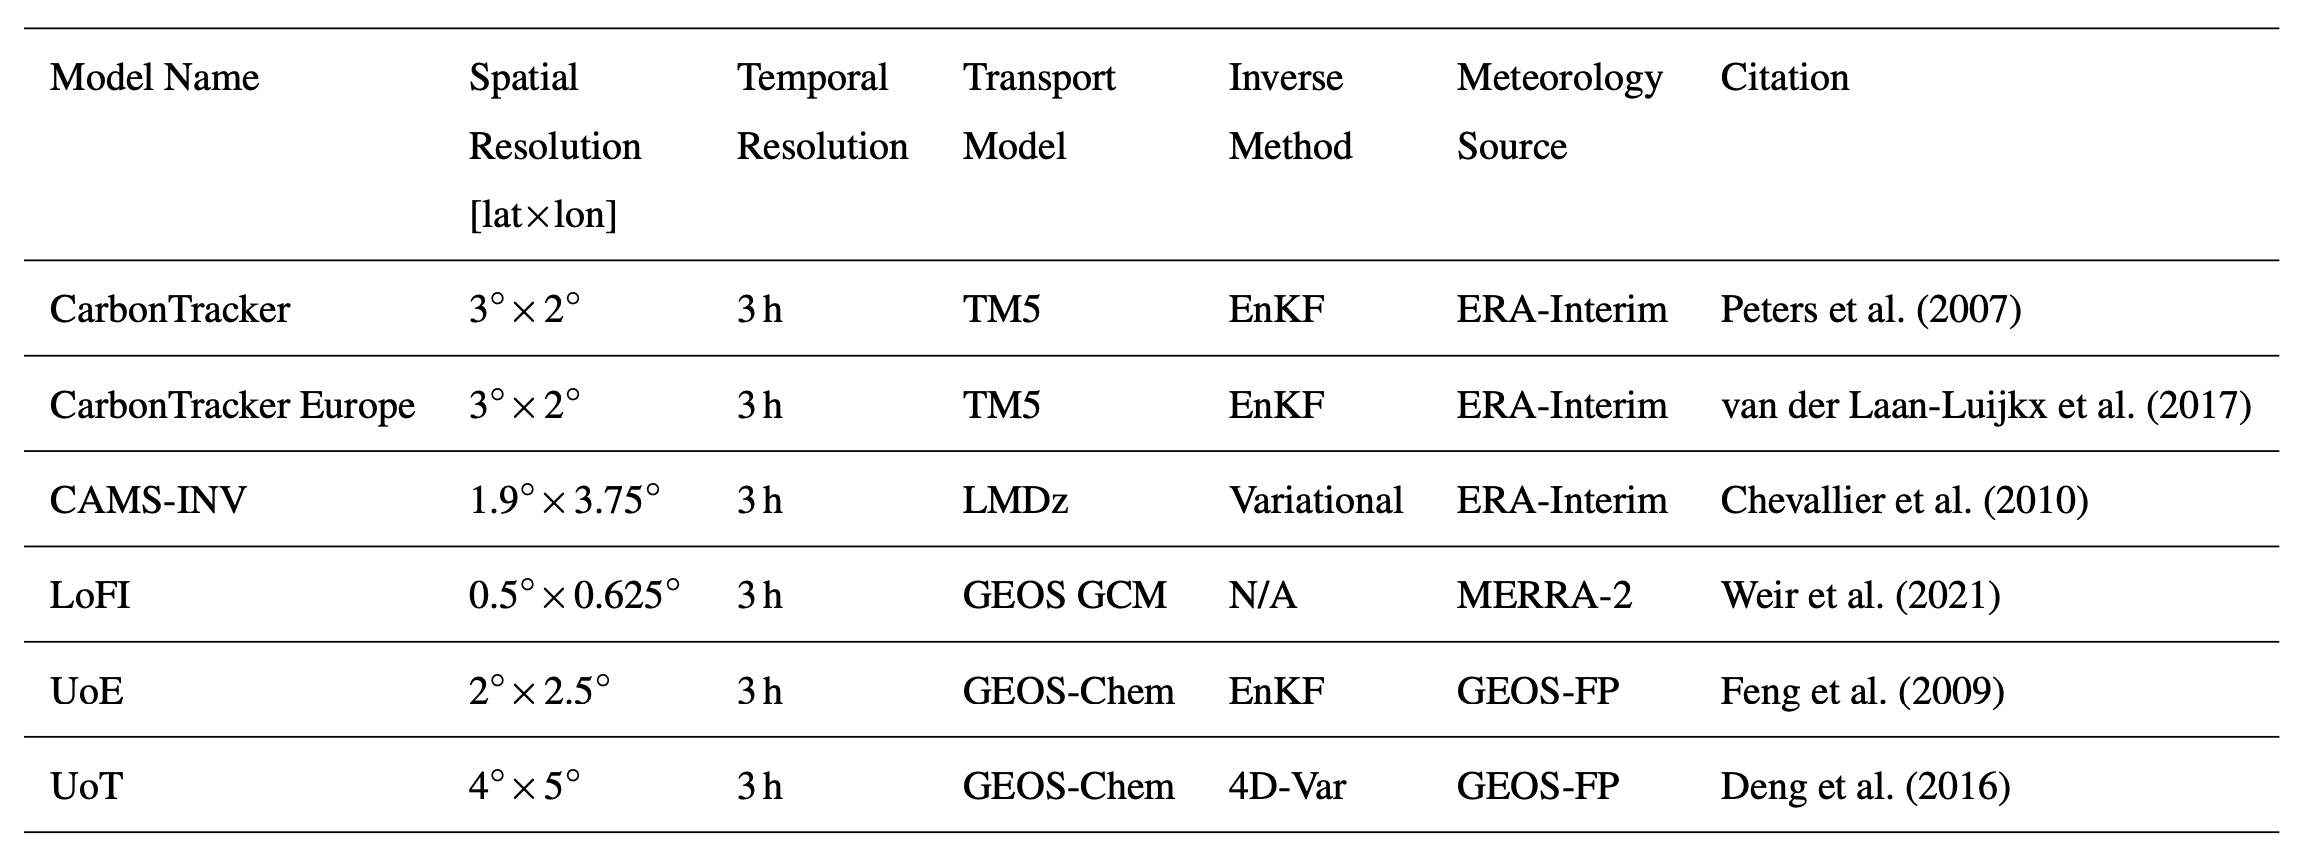 Model Name Spatial Temporal Transport Inverse Meteorology Citation
Resolution Resolution Model Method Source
[lat×lon]
CarbonTracker 3° × 2° 3 h TM5 EnKF ERA-Interim Peters et al. (2007)
CarbonTracker Europe 3° × 2° 3 h TM5 EnKF ERA-Interim van der Laan-Luijkx et al. (2017)
CAMS-INV 1.9° × 3.75° 3 h LMDz Variational ERA-Interim Chevallier et al. (2010)
LoFI 0.5° × 0.625° 3 h GEOS GCM N/A MERRA-2 Weir et al. (2021)
UoE 2° × 2.5° 3 h GEOS-Chem EnKF GEOS-FP Feng et al. (2009)
UoT 4° × 5° 3 h GEOS-Chem 4D-Var GEOS-FP Deng et al. (2016)